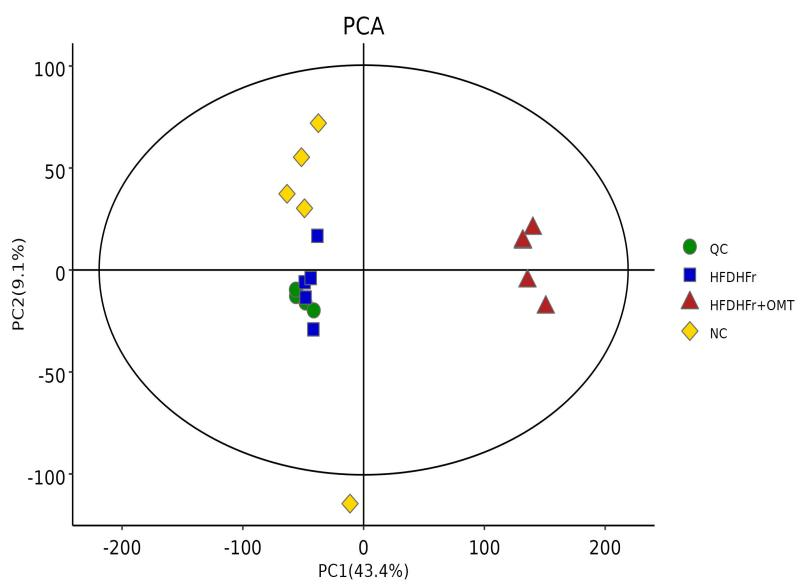 PCA
100
50
0
-50
-100
PC2(9.1%)
-200 -100 0 100 200
PC1(43.4%)
QC
HFDHFr
HFDHFr+OMT
NC